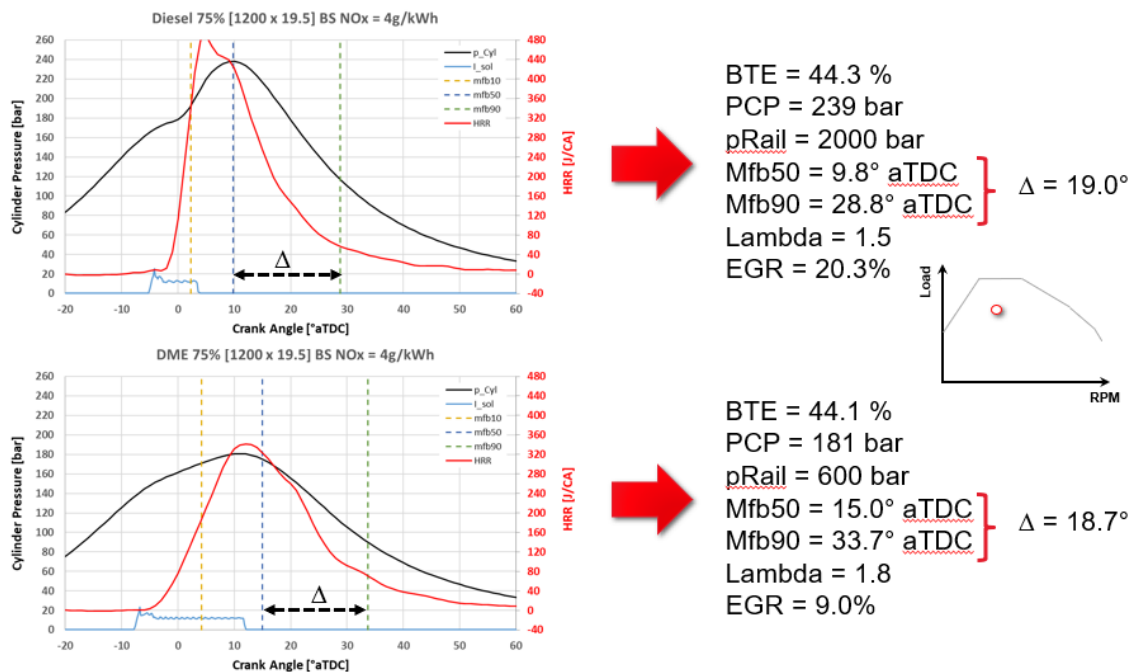 Diesel 75% [1200 x 19.5] BS NOx = 4g/kWh
Cylinder Pressure [bar]
260
240
220
200
180
160
140
120
100
80
60
40
20
0
p_Cyl
I_sol
mfb10
mfb50
mfb90
HRR
Δ
480
440
400
360
320
280
240
200
160
120
80
40
0
-40
HRR [J/CA]
-20 -10 0 10 20 30 40 50 60
Crank Angle [°aTDC]
BTE = 44.3 %
PCP = 239 bar
pRail = 2000 bar
Mfb50 = 9.8° aTDC
Mfb90 = 28.8° aTDC
Δ = 19.0°
Lambda = 1.5
EGR = 20.3%
Load
RPM
DME 75% [1200 x 19.5] BS NOx = 4g/kWh
Cylinder Pressure [bar]
260
240
220
200
180
160
140
120
100
80
60
40
20
0
p_Cyl
I_sol
mfb10
mfb50
mfb90
HRR
Δ
480
440
400
360
320
280
240
200
160
120
80
40
0
-40
HRR [J/CA]
-20 -10 0 10 20 30 40 50 60
Crank Angle [°aTDC]
BTE = 44.1 %
PCP = 181 bar
pRail = 600 bar
Mfb50 = 15.0° aTDC
Mfb90 = 33.7° aTDC
Δ = 18.7°
Lambda = 1.8
EGR = 9.0%